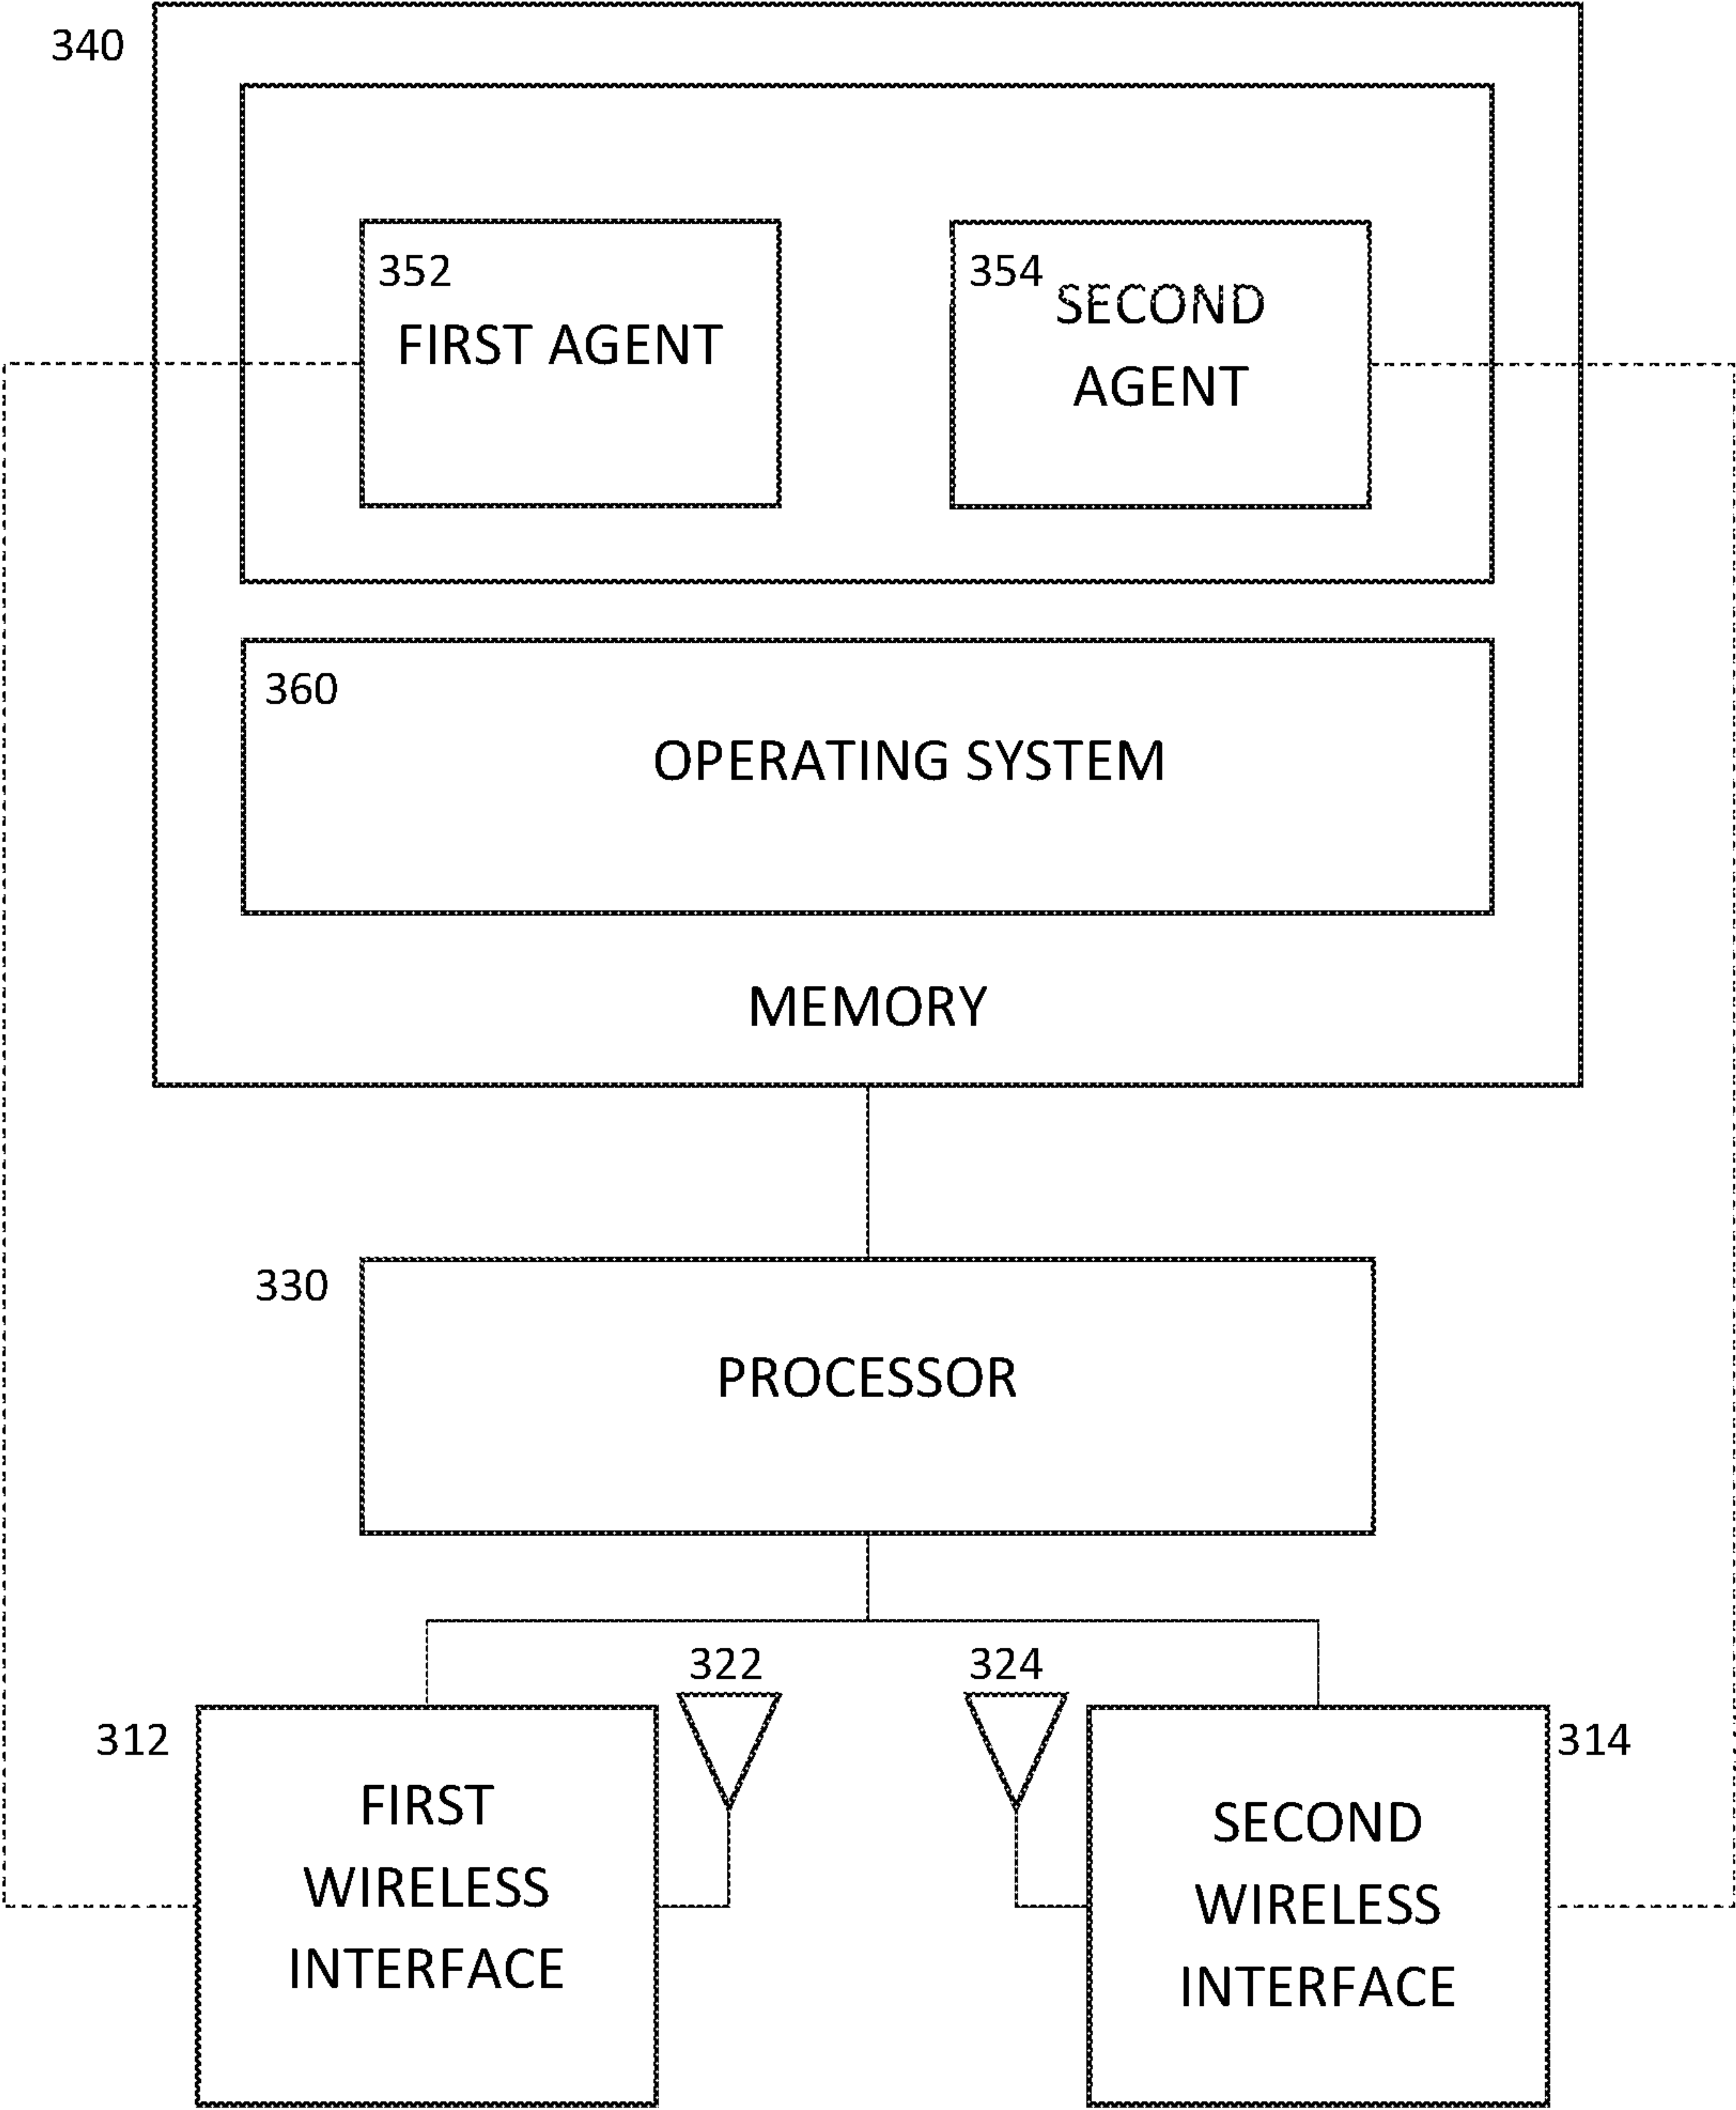 340
352
FIRST AGENT
354
SECOND
AGENT
360
OPERATING SYSTEM
MEMORY
330
PROCESSOR
322
324
312
FIRST
WIRELESS
INTERFACE
314
SECOND
WIRELESS
INTERFACE